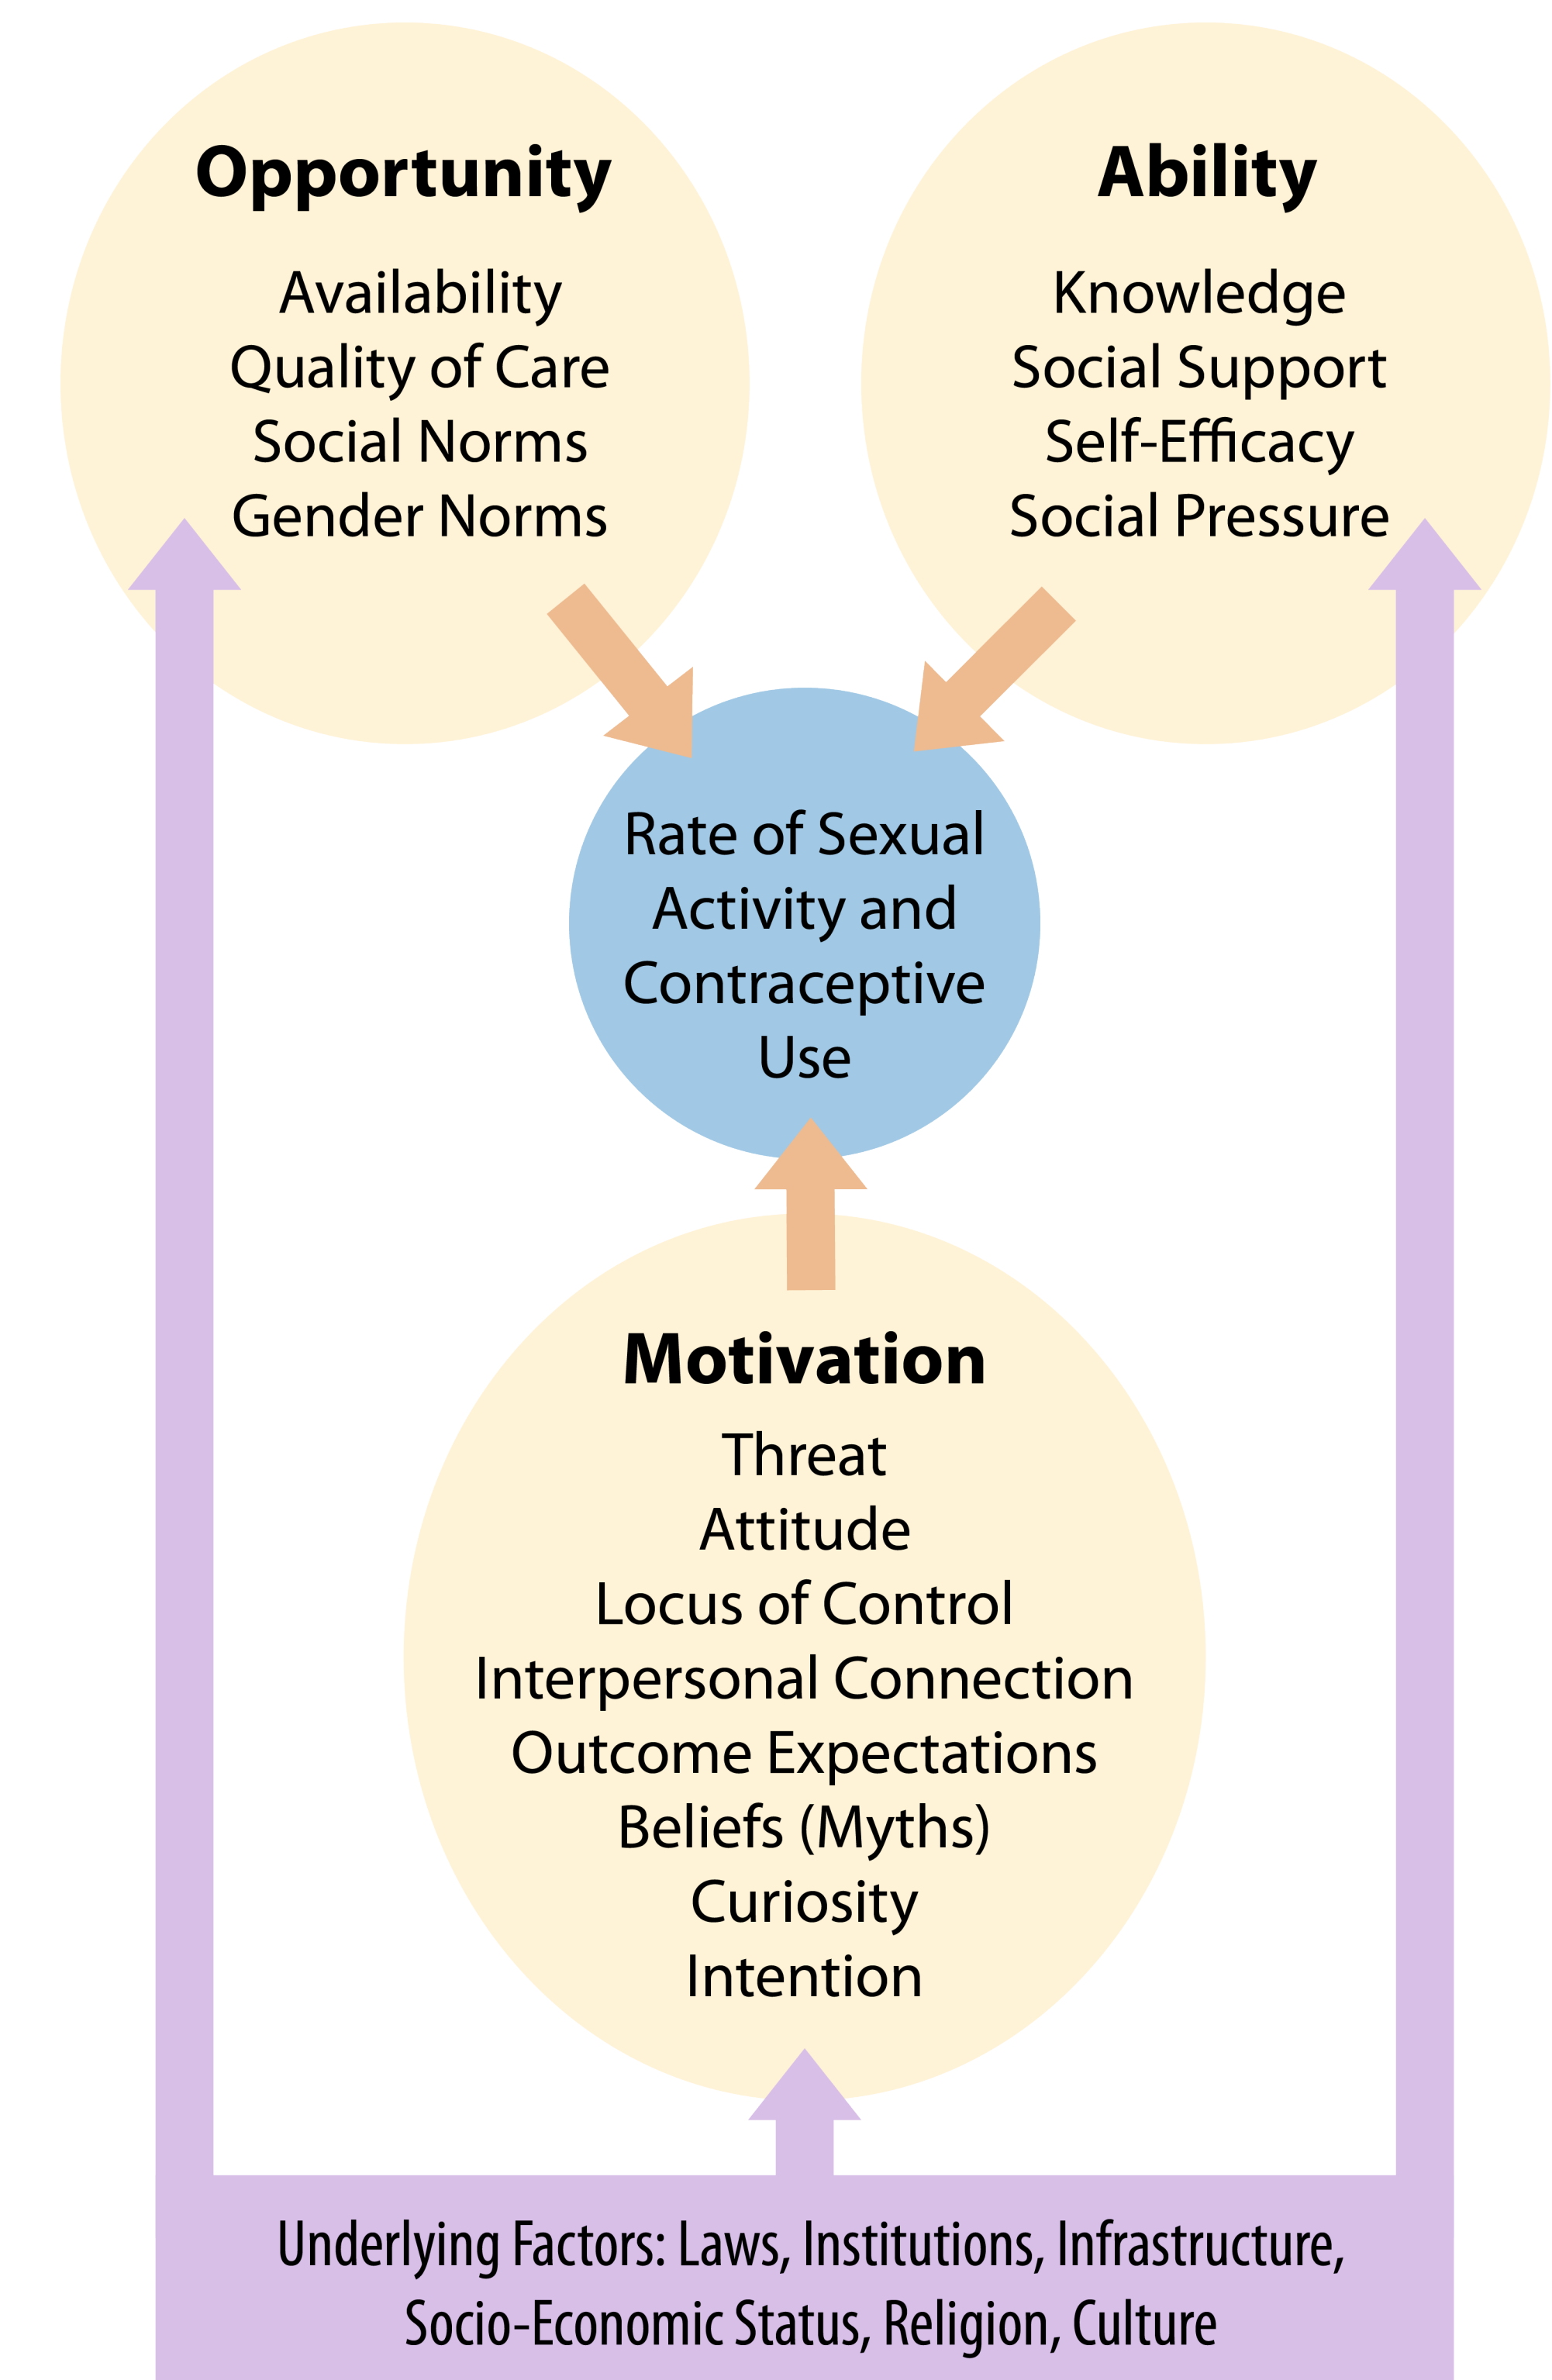 Opportunity
Availability
Quality of Care
Social Norms
Gender Norms
Ability
Knowledge
Social Support
Self-Efficacy
Social Pressure
Rate of Sexual
Activity and
Contraceptive
Use
Motivation
Threat
Attitude
Locus of Control
Interpersonal Connection
Outcome Expectations
Beliefs (Myths)
Curiosity
Intention
Underlying Factors: Laws, Institutions, Infrastructure,
Socio-Economic Status, Religion, Culture